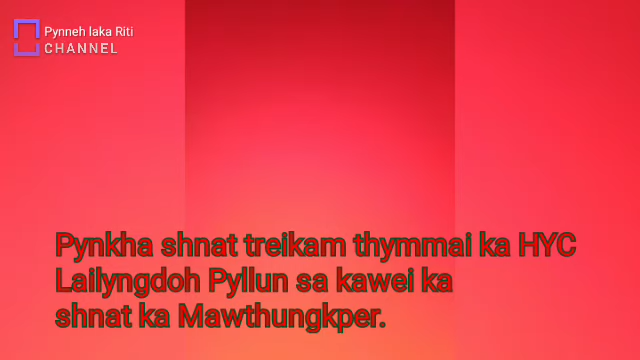 Pynneh laka Riti
CHANNEL
Pynkha shnat treikam thymmai ka HYC
Lailyngdoh Pyllun sa kawei ka
shnat ka Mawthungkper.